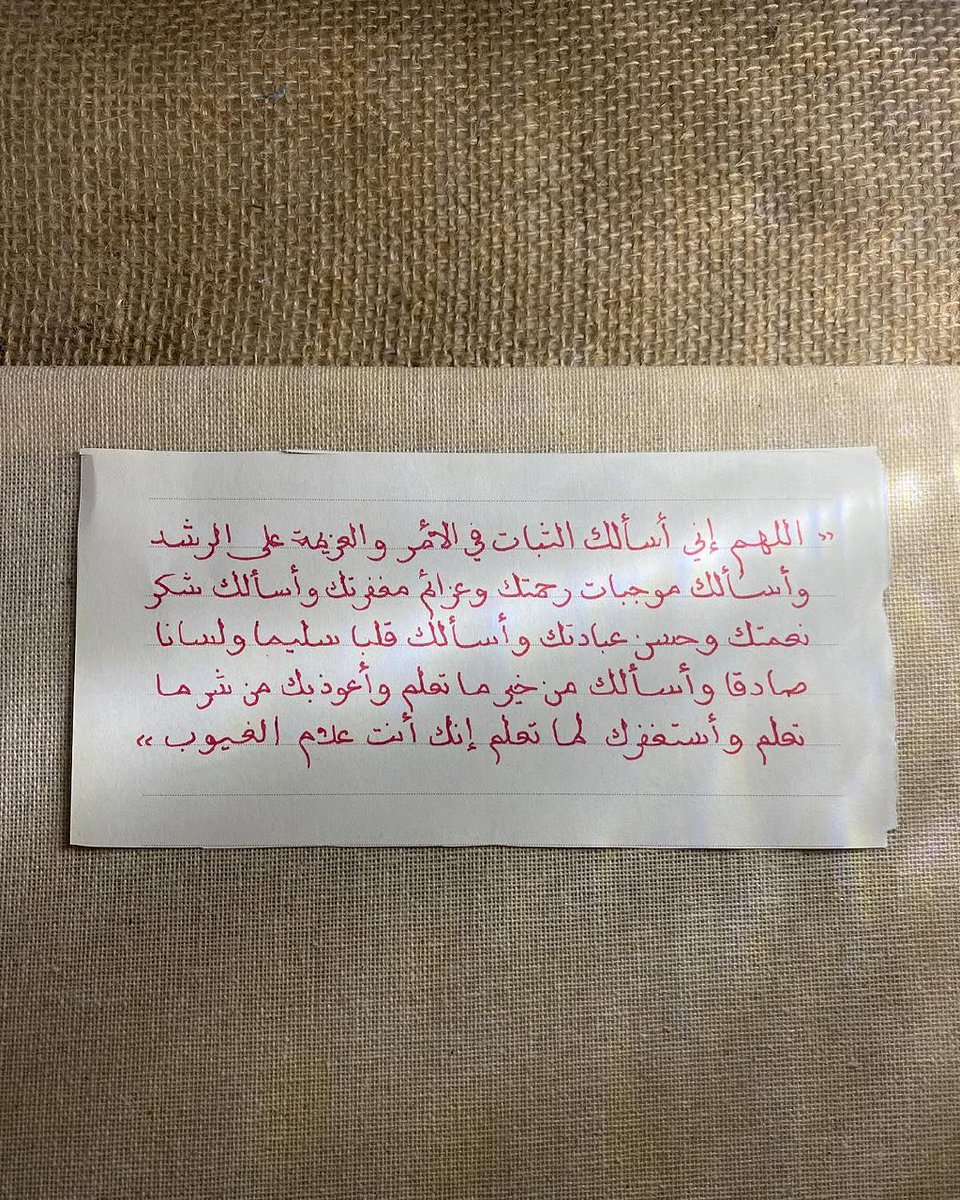 « اللهم إني أسألك الثبات في الأمر والعزيمة على الرشد
وأسألك موجبات رحمتك وعزائم مغفرتك وأسألك شكر
نعمتك وحسن عبادتك وأسألك قلبا سليما ولسانا
صادقا وأسألك من خير ما تعلم وأعوذ بك من شر ما
تعلم وأستغفرك لما تعلم إنك أنت علام الغيوب »